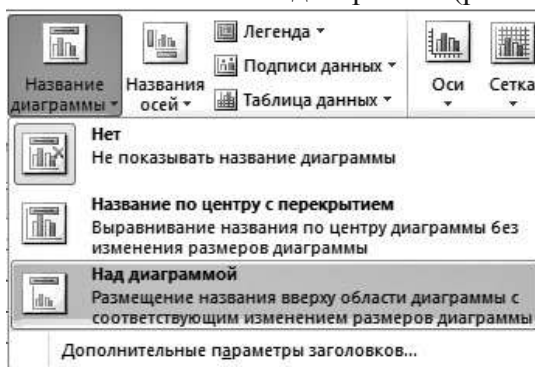 Название диаграммы
Названия осей
Легенда
Подписи данных
Таблица данных
Оси
Сетка
Нет
Не показывать название диаграммы
Название по центру с перекрытием
Выравнивание названия по центру диаграммы без
изменения размеров диаграммы
Над диаграммой
Размещение названия вверху области диаграммы с
соответствующим изменением размеров диаграммы
Дополнительные параметры заголовков...